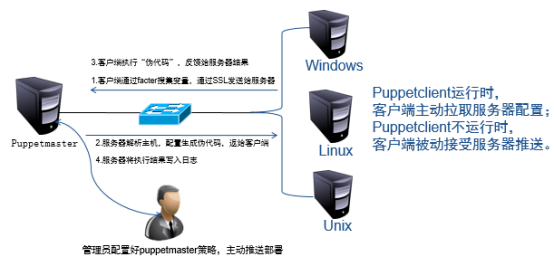 3.客户端执行“伪代码”,反馈给服务器结果
1.客户端通过facter搜集变量,通过SSL发送给服务器
Windows
Puppetmaster
2.服务器解析主机,配置生成伪代码,返给客户端
4.服务器将执行结果写入日志
Linux
Puppetclient运行时,
客户端主动拉取服务器配置;
Puppetclient不运行时,
客户端被动接受服务器推送。
Unix
管理员配置好puppetmaster策略,主动推送部署